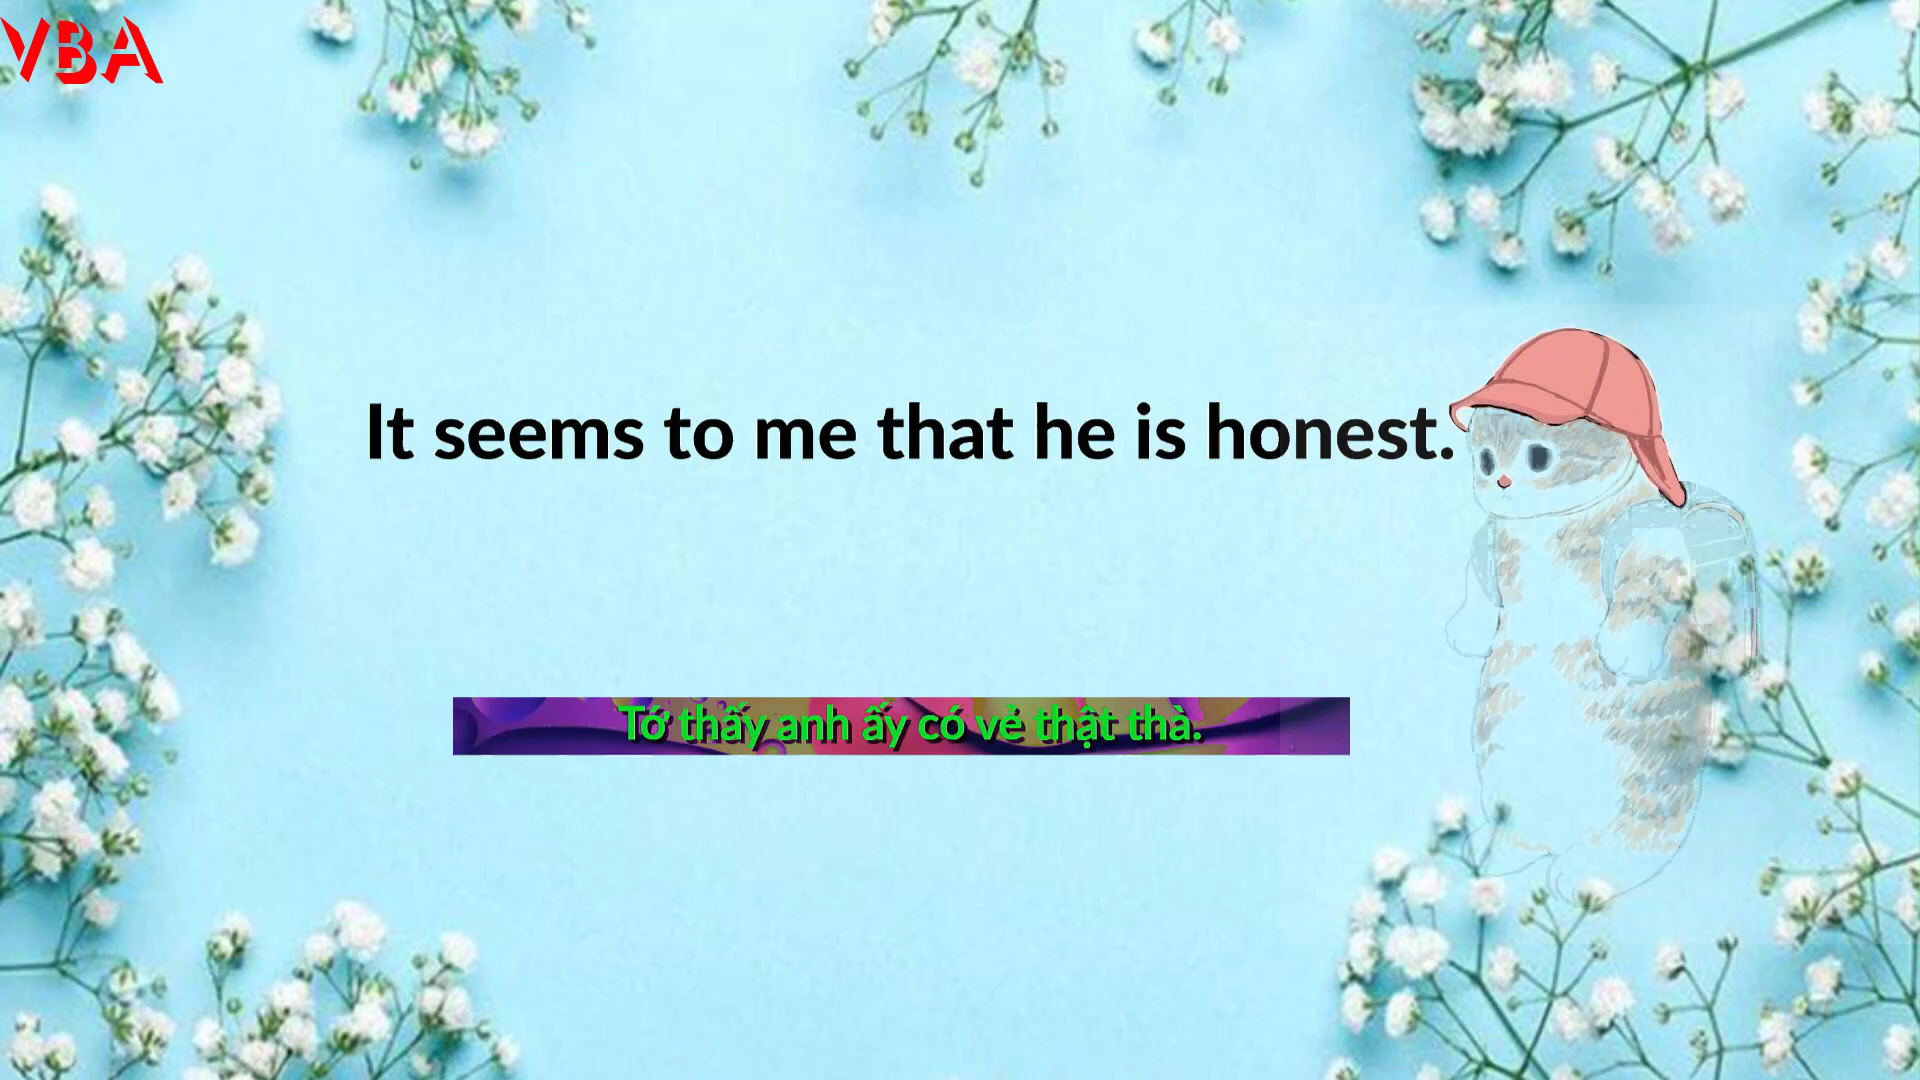 VBA
It seems to me that he is honest.
Tớ thấy anh ấy có vẻ thật thà.